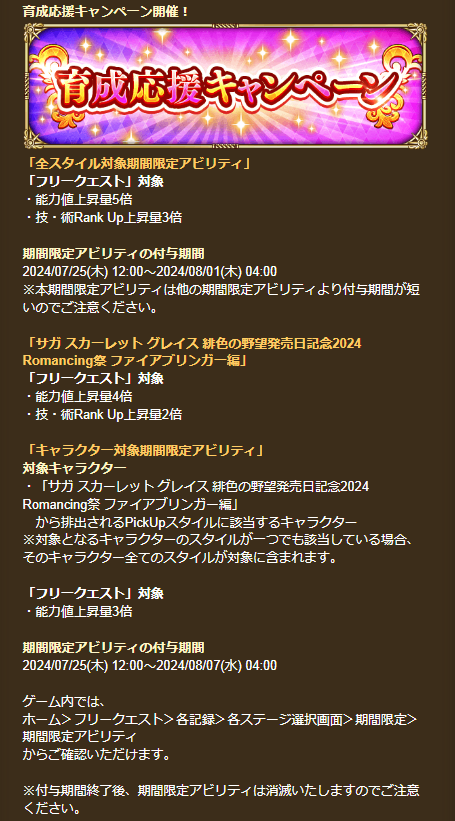 育成応援キャンペーン開催！
育成応援キャンペーン
「全スタイル対象期間限定アビリティ」
「フリークエスト」対象
・能力値上昇量5倍
・技・術Rank Up上昇量3倍
期間限定アビリティの付与期間
2024/07/25(木) 12:00～2024/08/01(木) 04:00
※本期間限定アビリティは他の期間限定アビリティより付与期間が短
いのでご注意ください。
「サガ スカーレット グレイス 緋色の野望発売日記念2024
Romancing祭 ファイアブリンガー編」
「フリークエスト」対象
・能力値上昇量4倍
・技・術Rank Up上昇量2倍
「キャラクター対象期間限定アビリティ」
対象キャラクター
・「サガ スカーレット グレイス 緋色の野望発売日記念2024
Romancing祭 ファイアブリンガー編」
から排出されるPickUpスタイルに該当するキャラクター
※対象となるキャラクターのスタイルが一つでも該当している場合、
そのキャラクター全てのスタイルが対象に含まれます。
「フリークエスト」対象
・能力値上昇量3倍
期間限定アビリティの付与期間
2024/07/25(木) 12:00～2024/08/07(水) 04:00
ゲーム内では、
ホーム＞フリークエスト＞各記録＞各ステージ選択画面＞期間限定＞
期間限定アビリティ
からご確認いただけます。
※付与期間終了後、期間限定アビリティは消滅いたしますのでご注意
ください。